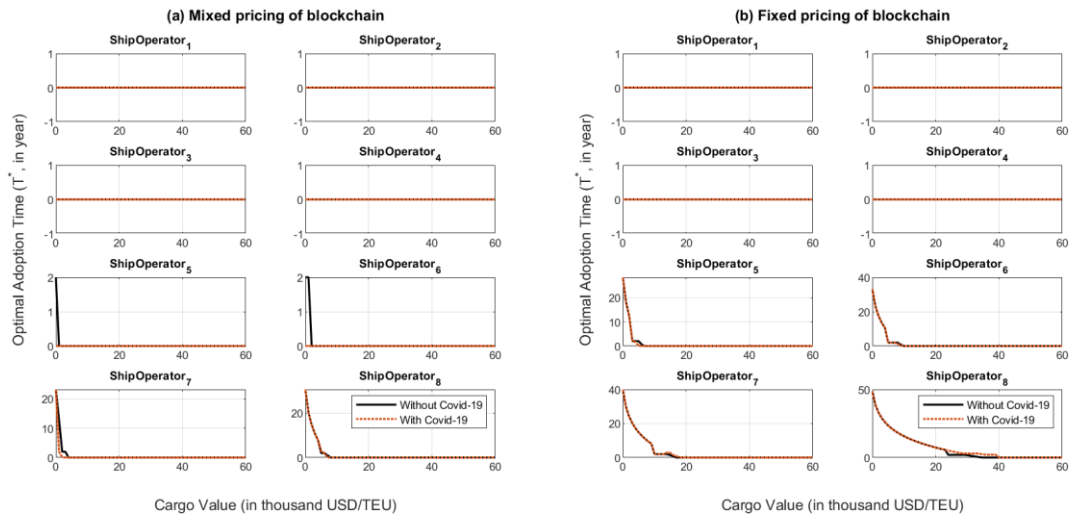 (a) Mixed pricing of blockchain
ShipOperator1
1
0
-1
0 20 40 60
ShipOperator2
1
0
-1
0 20 40 60
ShipOperator3
1
0
-1
0 20 40 60
ShipOperator4
1
0
-1
0 20 40 60
ShipOperator5
2
1
0
0 20 40 60
ShipOperator6
2
1
0
0 20 40 60
ShipOperator7
20
10
0
0 20 40 60
ShipOperator8
20
0
0 20 40 60
Without Covid-19
With Covid-19
Optimal Adoption Time (T*, in year)
Cargo Value (in thousand USD/TEU)
(b) Fixed pricing of blockchain
ShipOperator1
1
0
-1
0 20 40 60
ShipOperator2
1
0
-1
0 20 40 60
ShipOperator3
1
0
-1
0 20 40 60
ShipOperator4
1
0
-1
0 20 40 60
ShipOperator5
20
10
0
0 20 40 60
ShipOperator6
40
20
0
0 20 40 60
ShipOperator7
40
20
0
0 20 40 60
ShipOperator8
50
0
0 20 40 60
Without Covid-19
With Covid-19
Optimal Adoption Time (T*, in year)
Cargo Value (in thousand USD/TEU)